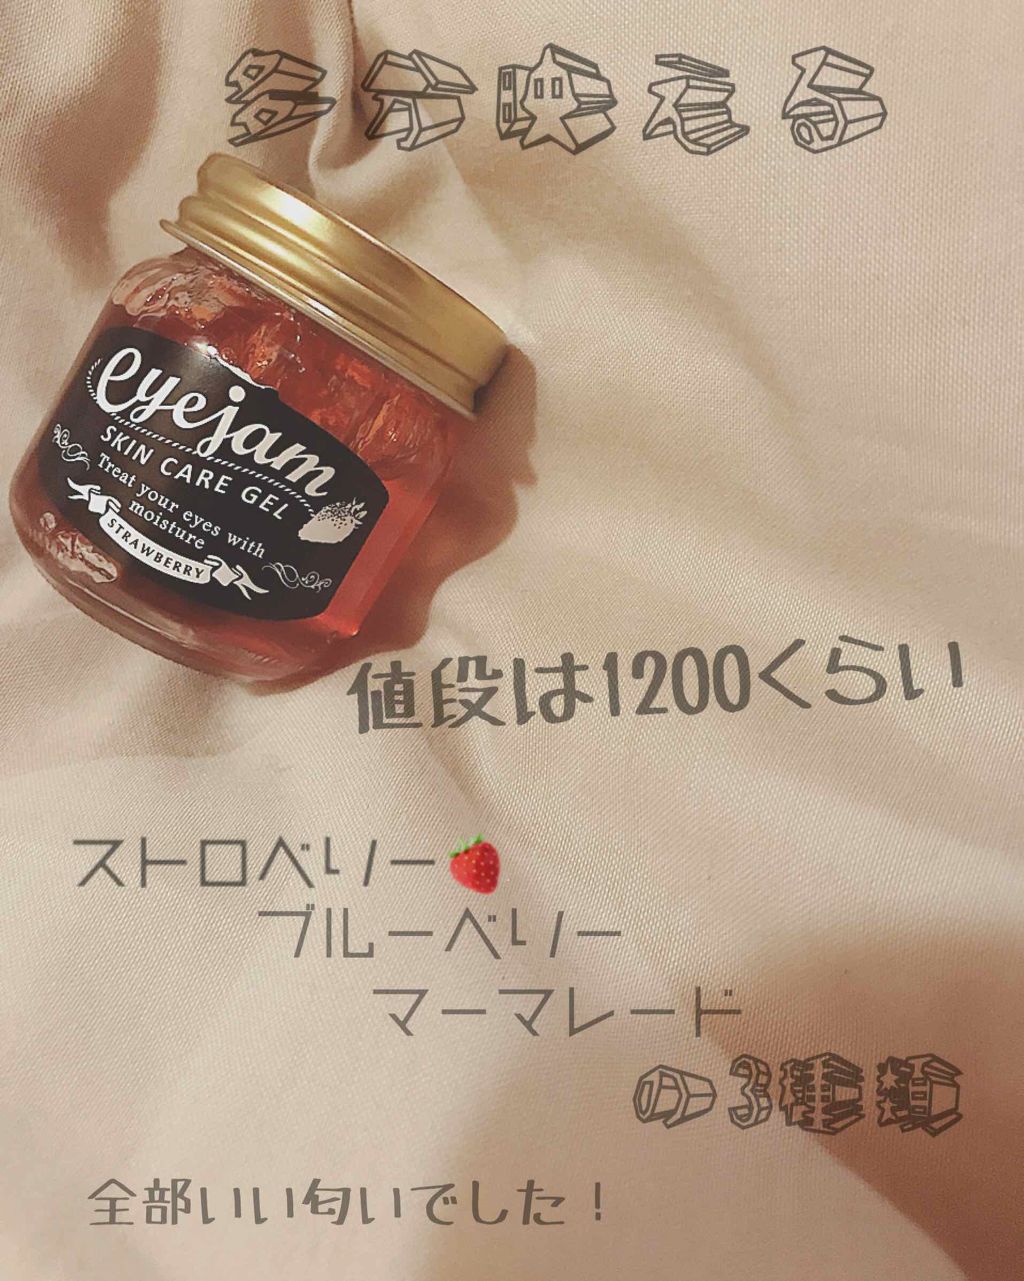 多分映える
eyejam
SKIN CARE GEL
Treat your eyes with
moisture
STRAWBERRY
値段は1200くらい
ストロベリー🍓
ブルーベリー
マーマレード
の3種類
全部いい匂いでした！